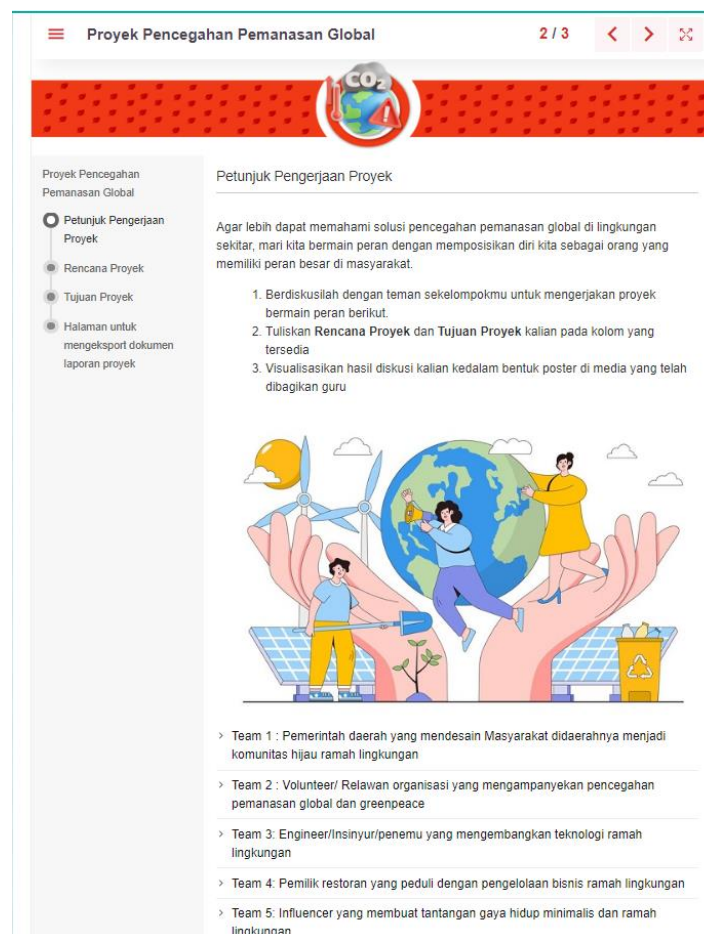 Proyek Pencegahan Pemanasan Global
2 / 3
CO2
Proyek Pencegahan
Pemanasan Global
Petunjuk Pengerjaan
Proyek
Rencana Proyek
Tujuan Proyek
Halaman untuk
mengeksport dokumen
laporan proyek
Petunjuk Pengerjaan Proyek
Agar lebih dapat memahami solusi pencegahan pemanasan global di lingkungan
sekitar, mari kita bermain peran dengan memposisikan diri kita sebagai orang yang
memiliki peran besar di masyarakat.
1. Berdiskusilah dengan teman sekelompokmu untuk mengerjakan proyek
bermain peran berikut.
2. Tuliskan Rencana Proyek dan Tujuan Proyek kalian pada kolom yang
tersedia
3. Visualisasikan hasil diskusi kalian kedalam bentuk poster di media yang telah
dibagikan guru
Team 1 : Pemerintah daerah yang mendesain Masyarakat didaerahnya menjadi
komunitas hijau ramah lingkungan
Team 2 : Volunteer/ Relawan organisasi yang mengampanyekan pencegahan
pemanasan global dan greenpeace
Team 3: Engineer/Insinyur/penemu yang mengembangkan teknologi ramah
lingkungan
Team 4: Pemilik restoran yang peduli dengan pengelolaan bisnis ramah lingkungan
Team 5: Influencer yang membuat tantangan gaya hidup minimalis dan ramah
lingkungan